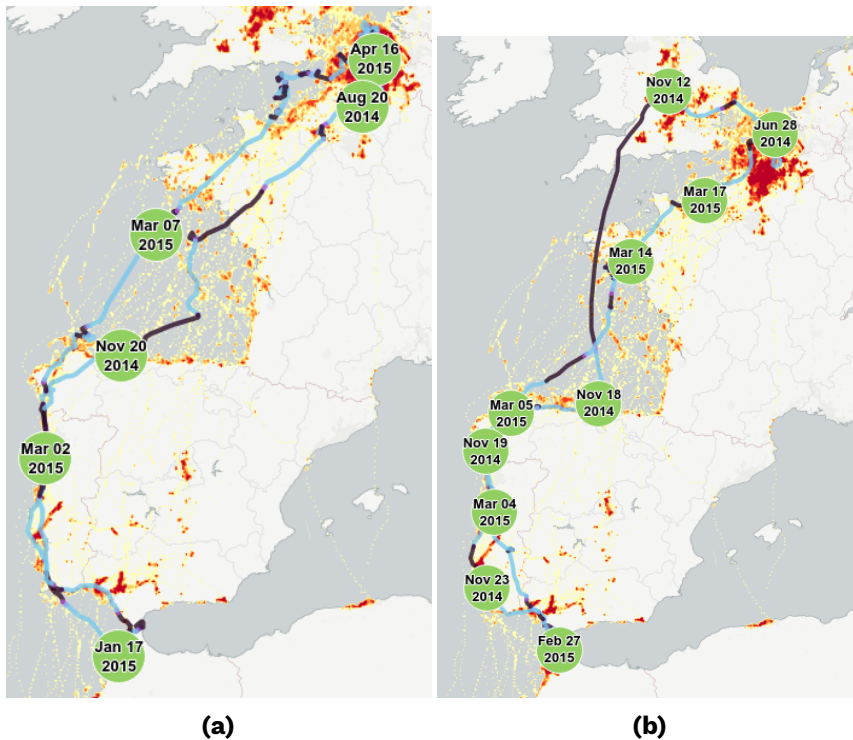 Apr 16
2015
Aug 20
2014
Mar 07
2015
Nov 20
2014
Mar 02
2015
Jan 17
2015
(a)
Nov 12
2014
Jun 28
2014
Mar 17
2015
Mar 14
2015
Mar 05
2015
Nov 18
2014
Nov 19
2014
Mar 04
2015
Nov 23
2014
Feb 27
2015
(b)